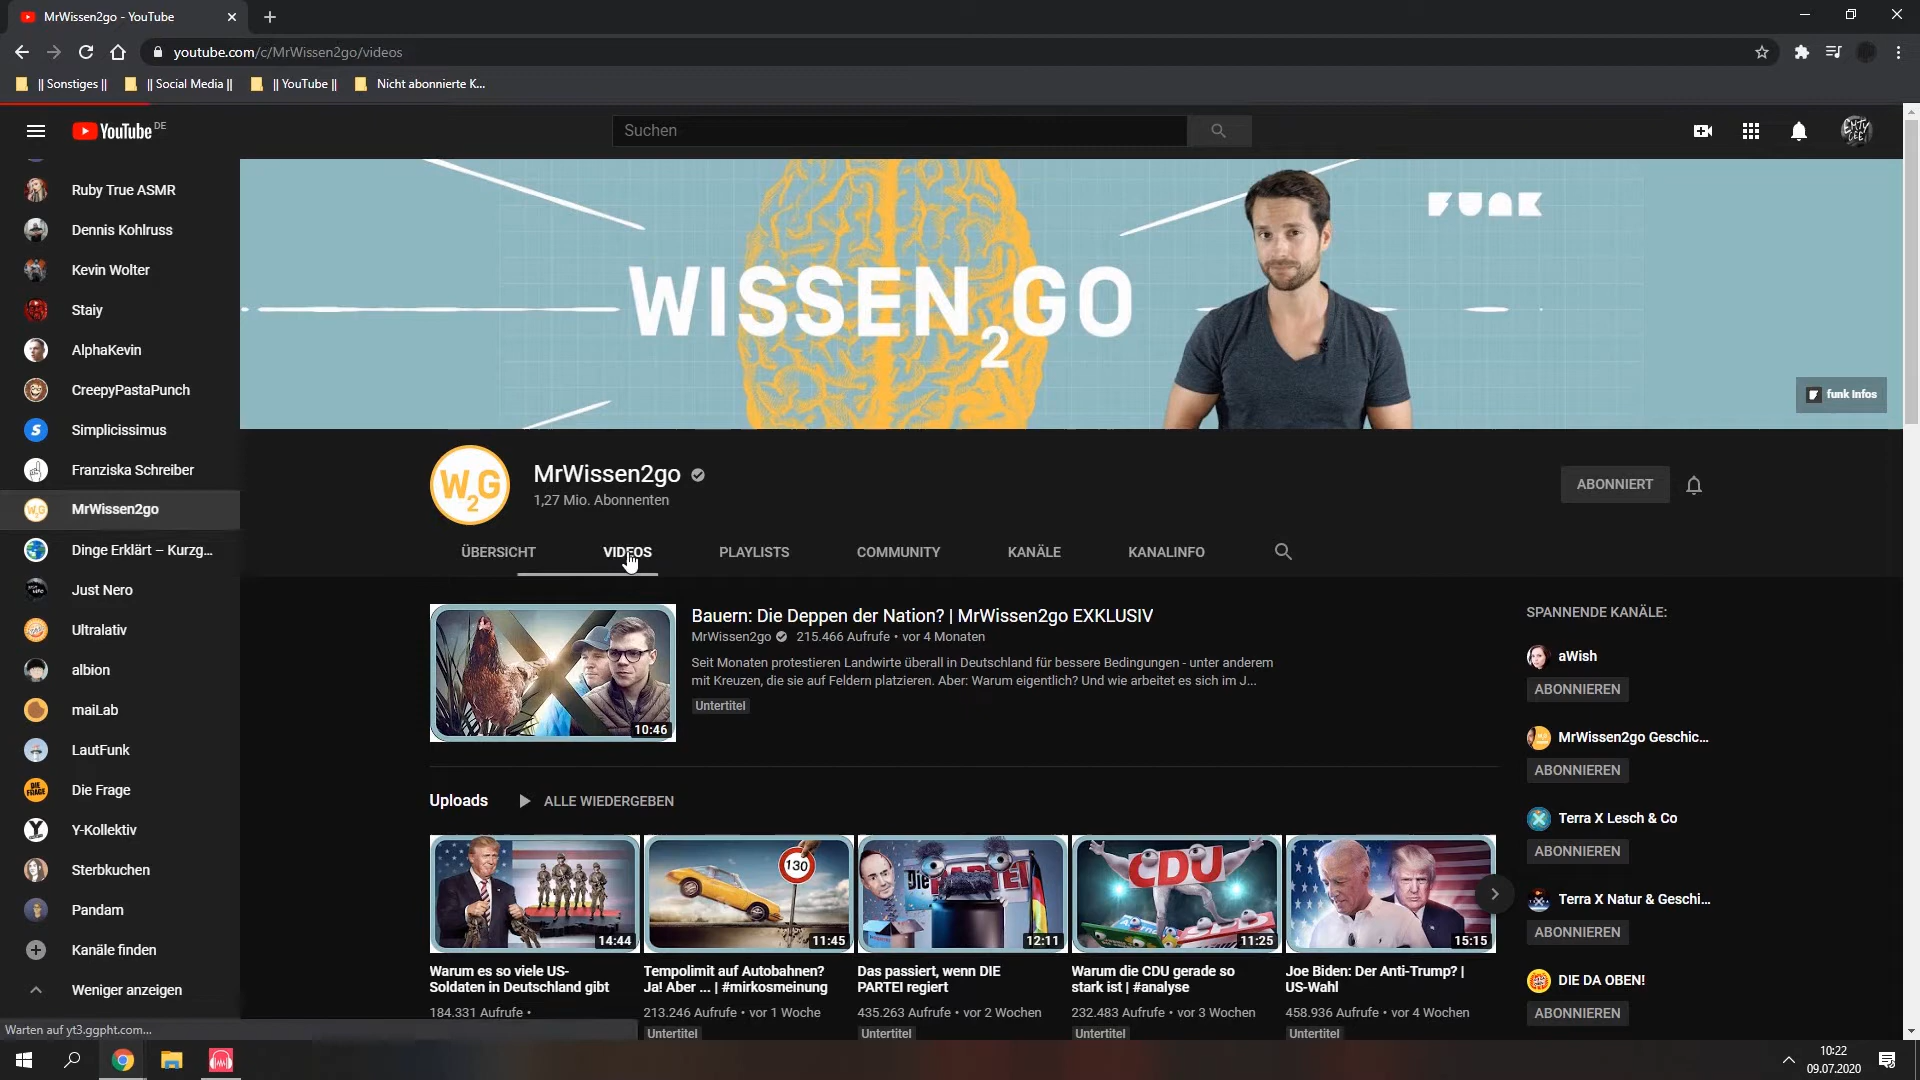 MrWissen2go - YouTube
youtube.com/c/MrWissen2go/videos
|| Sonstiges ||
|| Social Media ||
|| YouTube ||
Nicht abonnierte K...
YouTube DE
Suchen
Ruby True ASMR
Dennis Kohlruss
Kevin Wolter
Staiy
AlphaKevin
CreepyPastaPunch
Simplicissimus
Franziska Schreiber
MrWissen2go
Dinge Erklärt – Kurzg...
Just Nero
Ultralativ
albion
maiLab
LautFunk
Die Frage
Y-Kollektiv
Sterbkuchen
Pandam
Kanäle finden
Weniger anzeigen
Warten auf yt3.ggpht.com...
WISSEN2GO
FUNK
funk Infos
W2G
MrWissen2go
1,27 Mio. Abonnenten
ABONNIERT
ÜBERSICHT
VIDEOS
PLAYLISTS
COMMUNITY
KANÄLE
KANALINFO
10:46
Bauern: Die Deppen der Nation? | MrWissen2go EXKLUSIV
MrWissen2go 215.466 Aufrufe • vor 4 Monaten
Seit Monaten protestieren Landwirte überall in Deutschland für bessere Bedingungen - unter anderem
mit Kreuzen, die sie auf Feldern platzieren. Aber: Warum eigentlich? Und wie arbeitet es sich im J...
Untertitel
Uploads
ALLE WIEDERGEBEN
14:44
Warum es so viele US-
Soldaten in Deutschland gibt
184.331 Aufrufe •
130
11:45
Tempolimit auf Autobahnen?
Ja! Aber ... | #mirkosmeinung
213.246 Aufrufe • vor 1 Woche
Untertitel
Die PARTEI
12:11
Das passiert, wenn DIE
PARTEI regiert
435.263 Aufrufe • vor 2 Wochen
Untertitel
CDU
11:25
Warum die CDU gerade so
stark ist | #analyse
232.483 Aufrufe • vor 3 Wochen
Untertitel
15:15
Joe Biden: Der Anti-Trump? |
US-Wahl
458.936 Aufrufe • vor 4 Wochen
Untertitel
SPANNENDE KANÄLE:
aWish
ABONNIEREN
MrWissen2go Geschic...
ABONNIEREN
Terra X Lesch & Co
ABONNIEREN
Terra X Natur & Geschi...
ABONNIEREN
DIE DA OBEN!
ABONNIEREN
10:22
09.07.2020